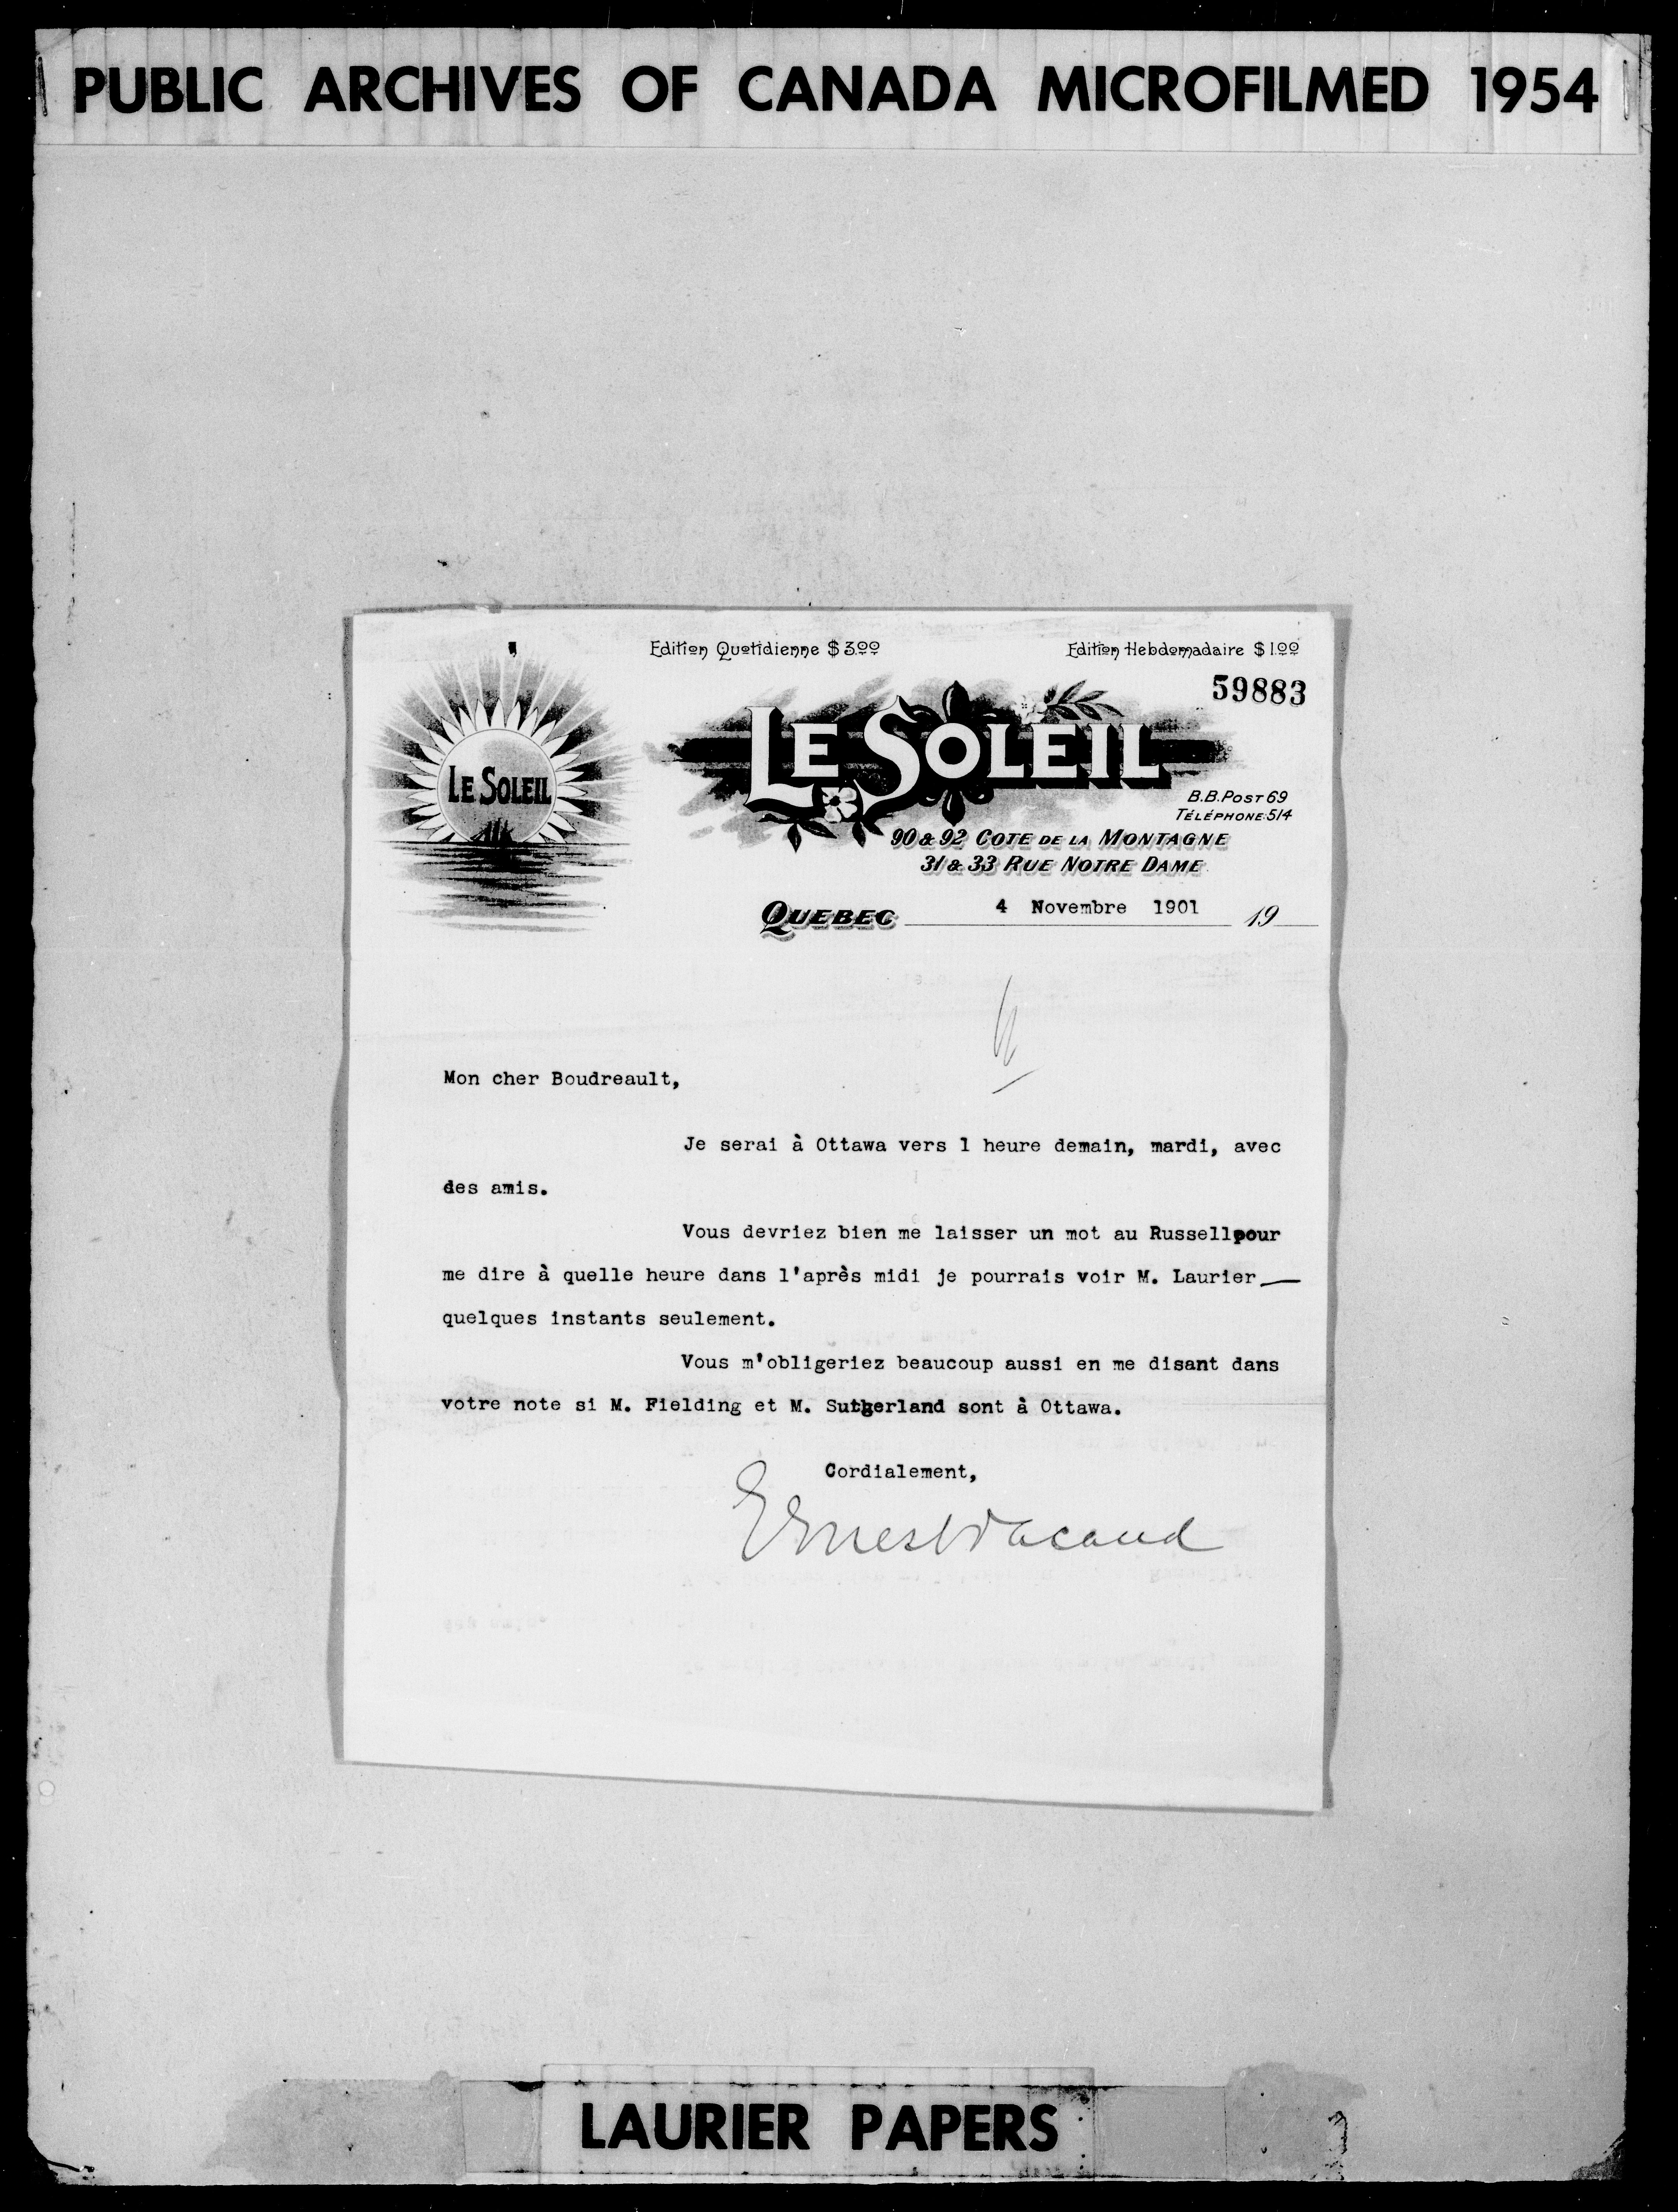 PUBLIC ARCHIVES OF CANADA MICROFILMED 1954
Edition Quotidienne $3.00 Edition Hebdomadaire $1.00
59883
LE SOLEIL
LE SOLEIL
B.B.POST 69
TÉLÉPHONE:514
90 & 92 COTE DE LA MONTAGNE
31 & 33 RUE NOTRE DAME
QUEBEC 4 Novembre 1901 19
Mon cher Boudreault,
Je serai à Ottawa vers 1 heure demain, mardi, avec
des amis.
Vous devriez bien me laisser un mot au Russellpour
me dire à quelle heure dans l'après midi je pourrais voir M. Laurier—
quelques instants seulement.
Vous m'obligeriez beaucoup aussi en me disant dans
votre note si M. Fielding et M. Sutherland sont à Ottawa.
Cordialement,
Ernest Pacaud
LAURIER PAPERS